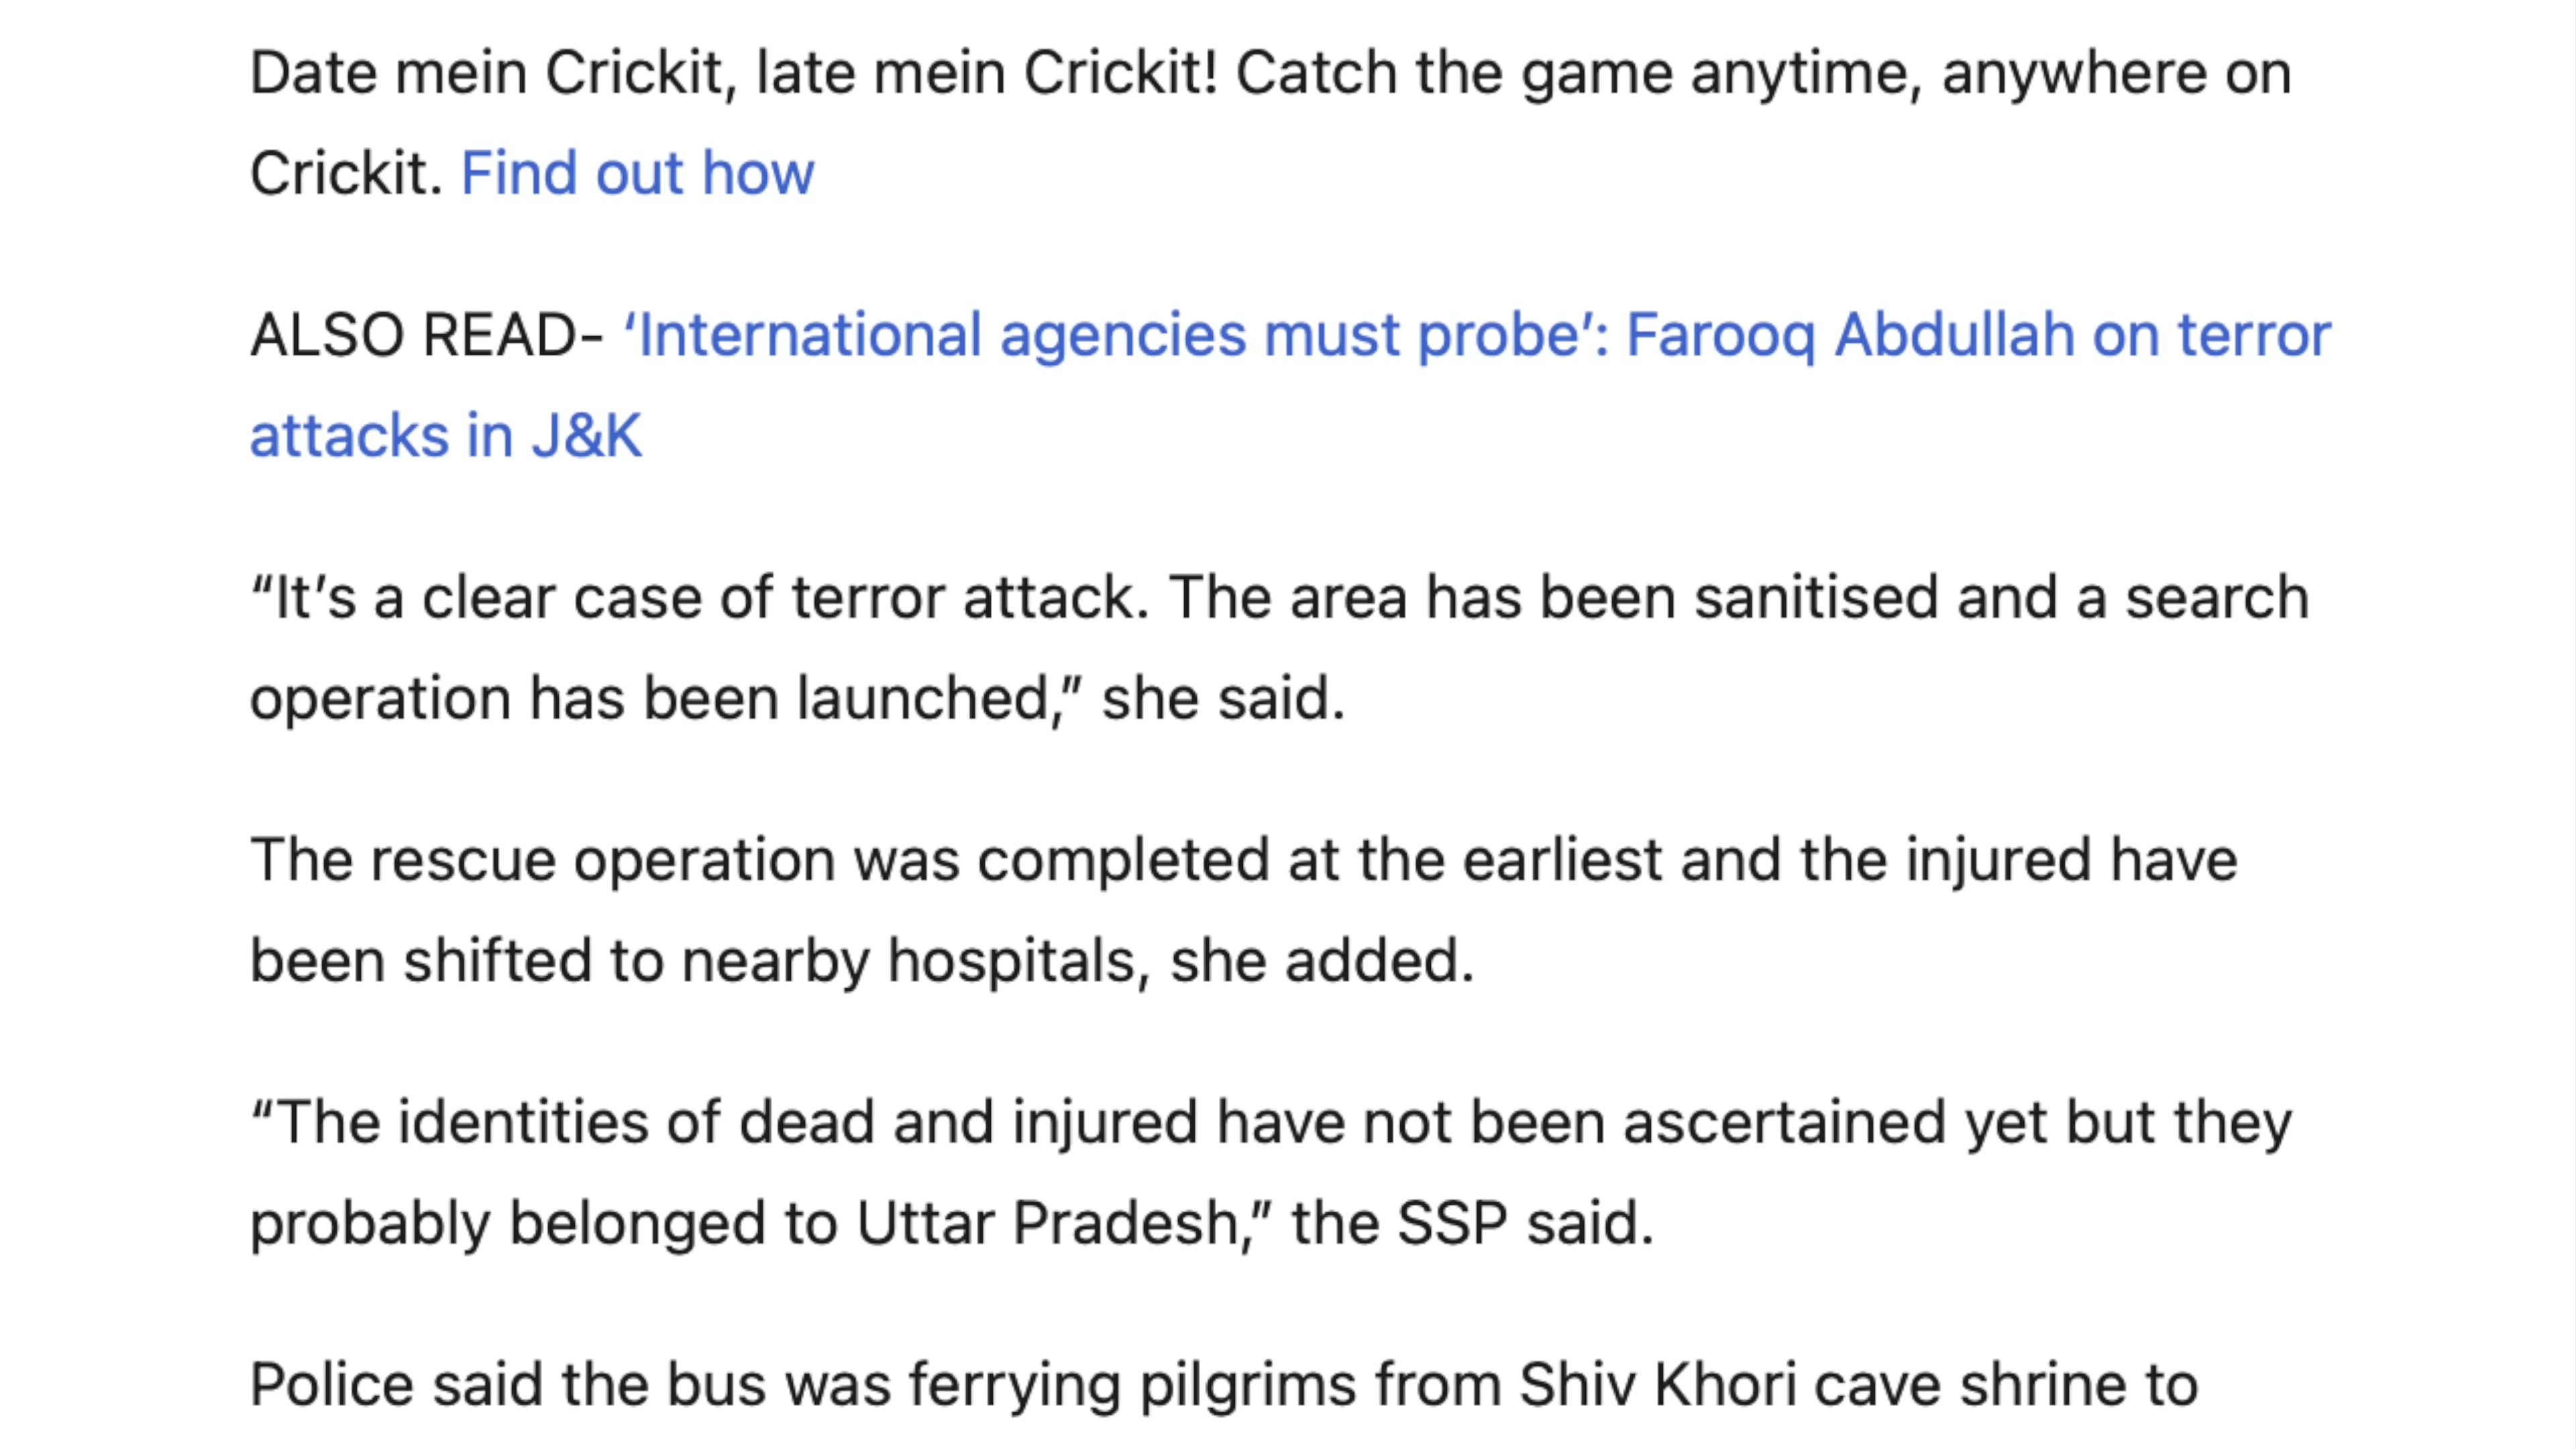 Date mein Crickit, late mein Crickit! Catch the game anytime, anywhere on
Crickit. Find out how
ALSO READ- ‘International agencies must probe’: Farooq Abdullah on terror
attacks in J&K
“It’s a clear case of terror attack. The area has been sanitised and a search
operation has been launched,” she said.
The rescue operation was completed at the earliest and the injured have
been shifted to nearby hospitals, she added.
“The identities of dead and injured have not been ascertained yet but they
probably belonged to Uttar Pradesh,” the SSP said.
Police said the bus was ferrying pilgrims from Shiv Khori cave shrine to